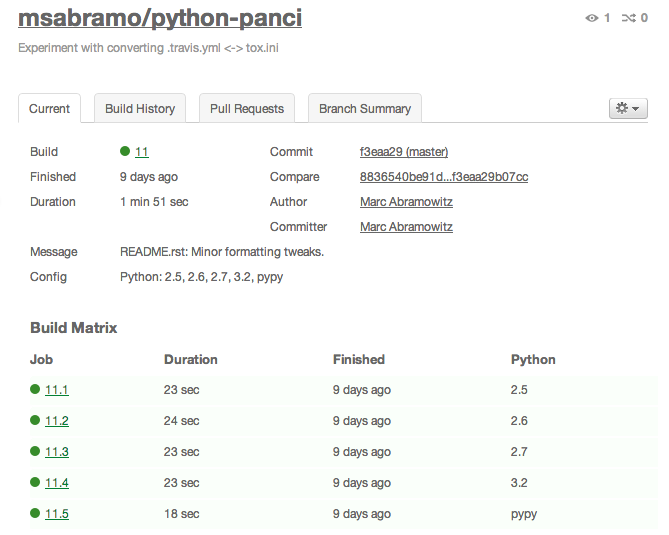 msabramo/python-panci 1 0
Experiment with converting .travis.yml <-> tox.ini
Current Build History Pull Requests Branch Summary
Build 11 Commit f3eaa29 (master)
Finished 9 days ago Compare 8836540be91d...f3eaa29b07cc
Duration 1 min 51 sec Author Marc Abramowitz
Committer Marc Abramowitz
Message README.rst: Minor formatting tweaks.
Config Python: 2.5, 2.6, 2.7, 3.2, pypy
Build Matrix
Job Duration Finished Python
11.1 23 sec 9 days ago 2.5
11.2 24 sec 9 days ago 2.6
11.3 23 sec 9 days ago 2.7
11.4 23 sec 9 days ago 3.2
11.5 18 sec 9 days ago pypy